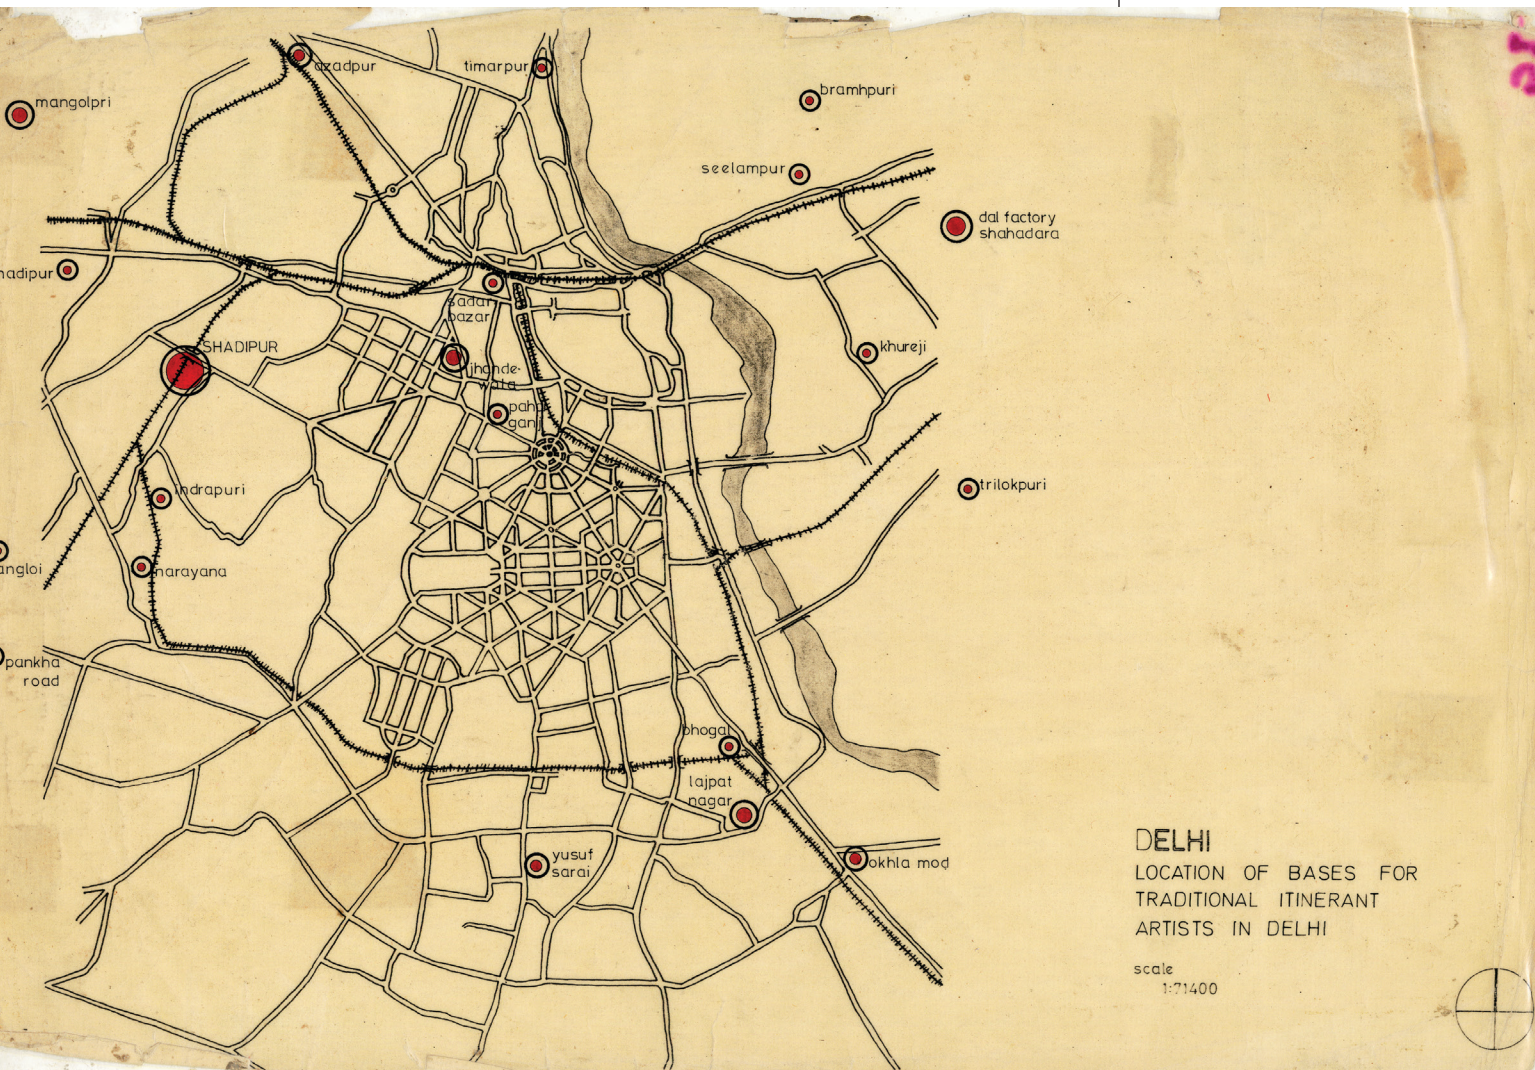 azadpur
timarpur
mangolpri
bramhpuri
seelampur
dal factory
shahadara
hadipur
sadar
bazar
SHADIPUR
khureji
jhande-
wala
paha
ganj
indrapuri
trilokpuri
angloi
narayana
pankha
road
bhogal
lajpat
nagar
yusuf
sarai
okhla mod
DELHI
LOCATION OF BASES FOR
TRADITIONAL ITINERANT
ARTISTS IN DELHI
scale
1:71400